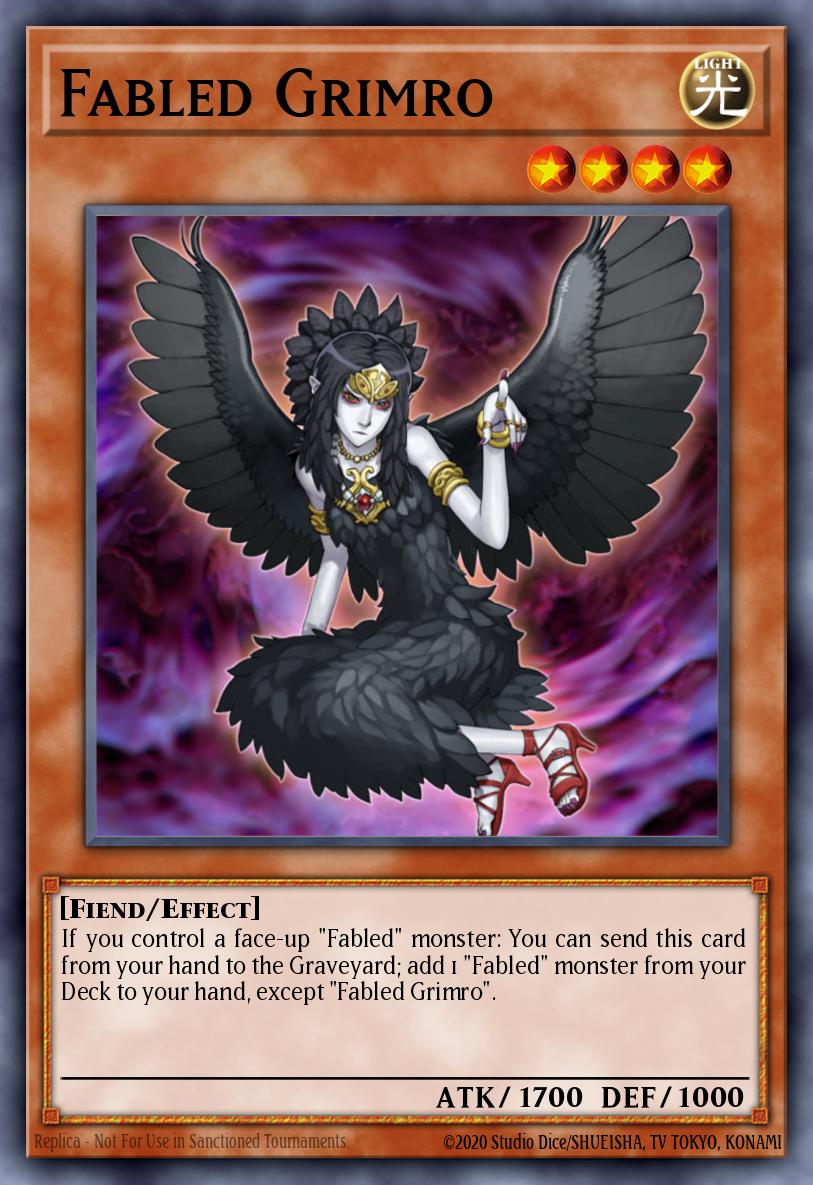 Fabled Grimro
LIGHT
光
[Fiend/Effect]
If you control a face-up "Fabled" monster: You can send this card
from your hand to the Graveyard; add 1 "Fabled" monster from your
Deck to your hand, except "Fabled Grimro".
ATK/ 1700 DEF/ 1000
Replica - Not For Use in Sanctioned Tournaments.
©2020 Studio Dice/SHUEISHA, TV TOKYO, KONAMI